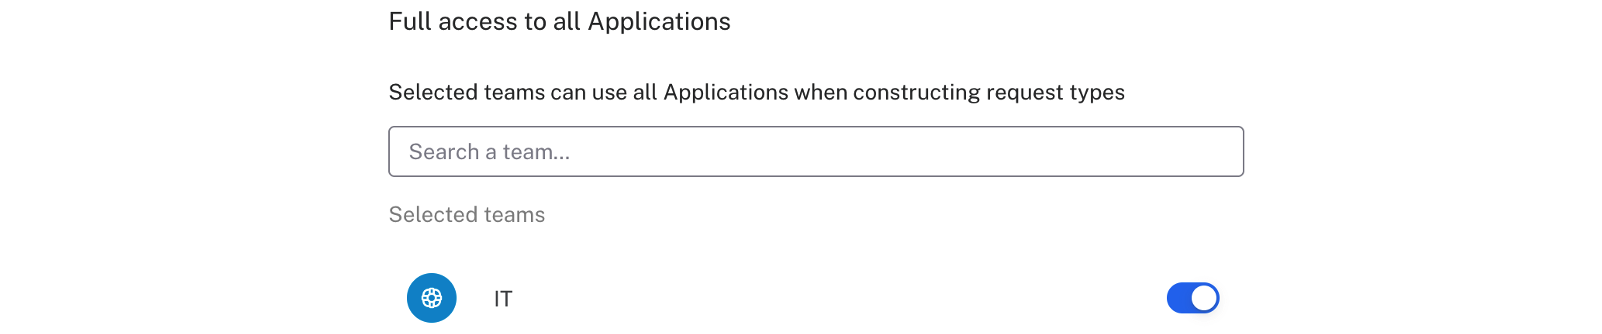 Full access to all Applications
Selected teams can use all Applications when constructing request types
Search a team...
Selected teams
IT